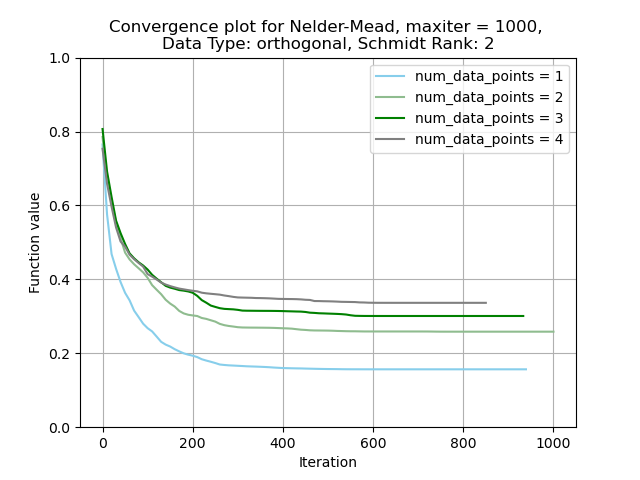 Convergence plot for Nelder-Mead, maxiter = 1000,
Data Type: orthogonal, Schmidt Rank: 2
num_data_points = 1
num_data_points = 2
num_data_points = 3
num_data_points = 4
Function value
1.0
0.8
0.6
0.4
0.2
0.0
0 200 400 600 800 1000
Iteration